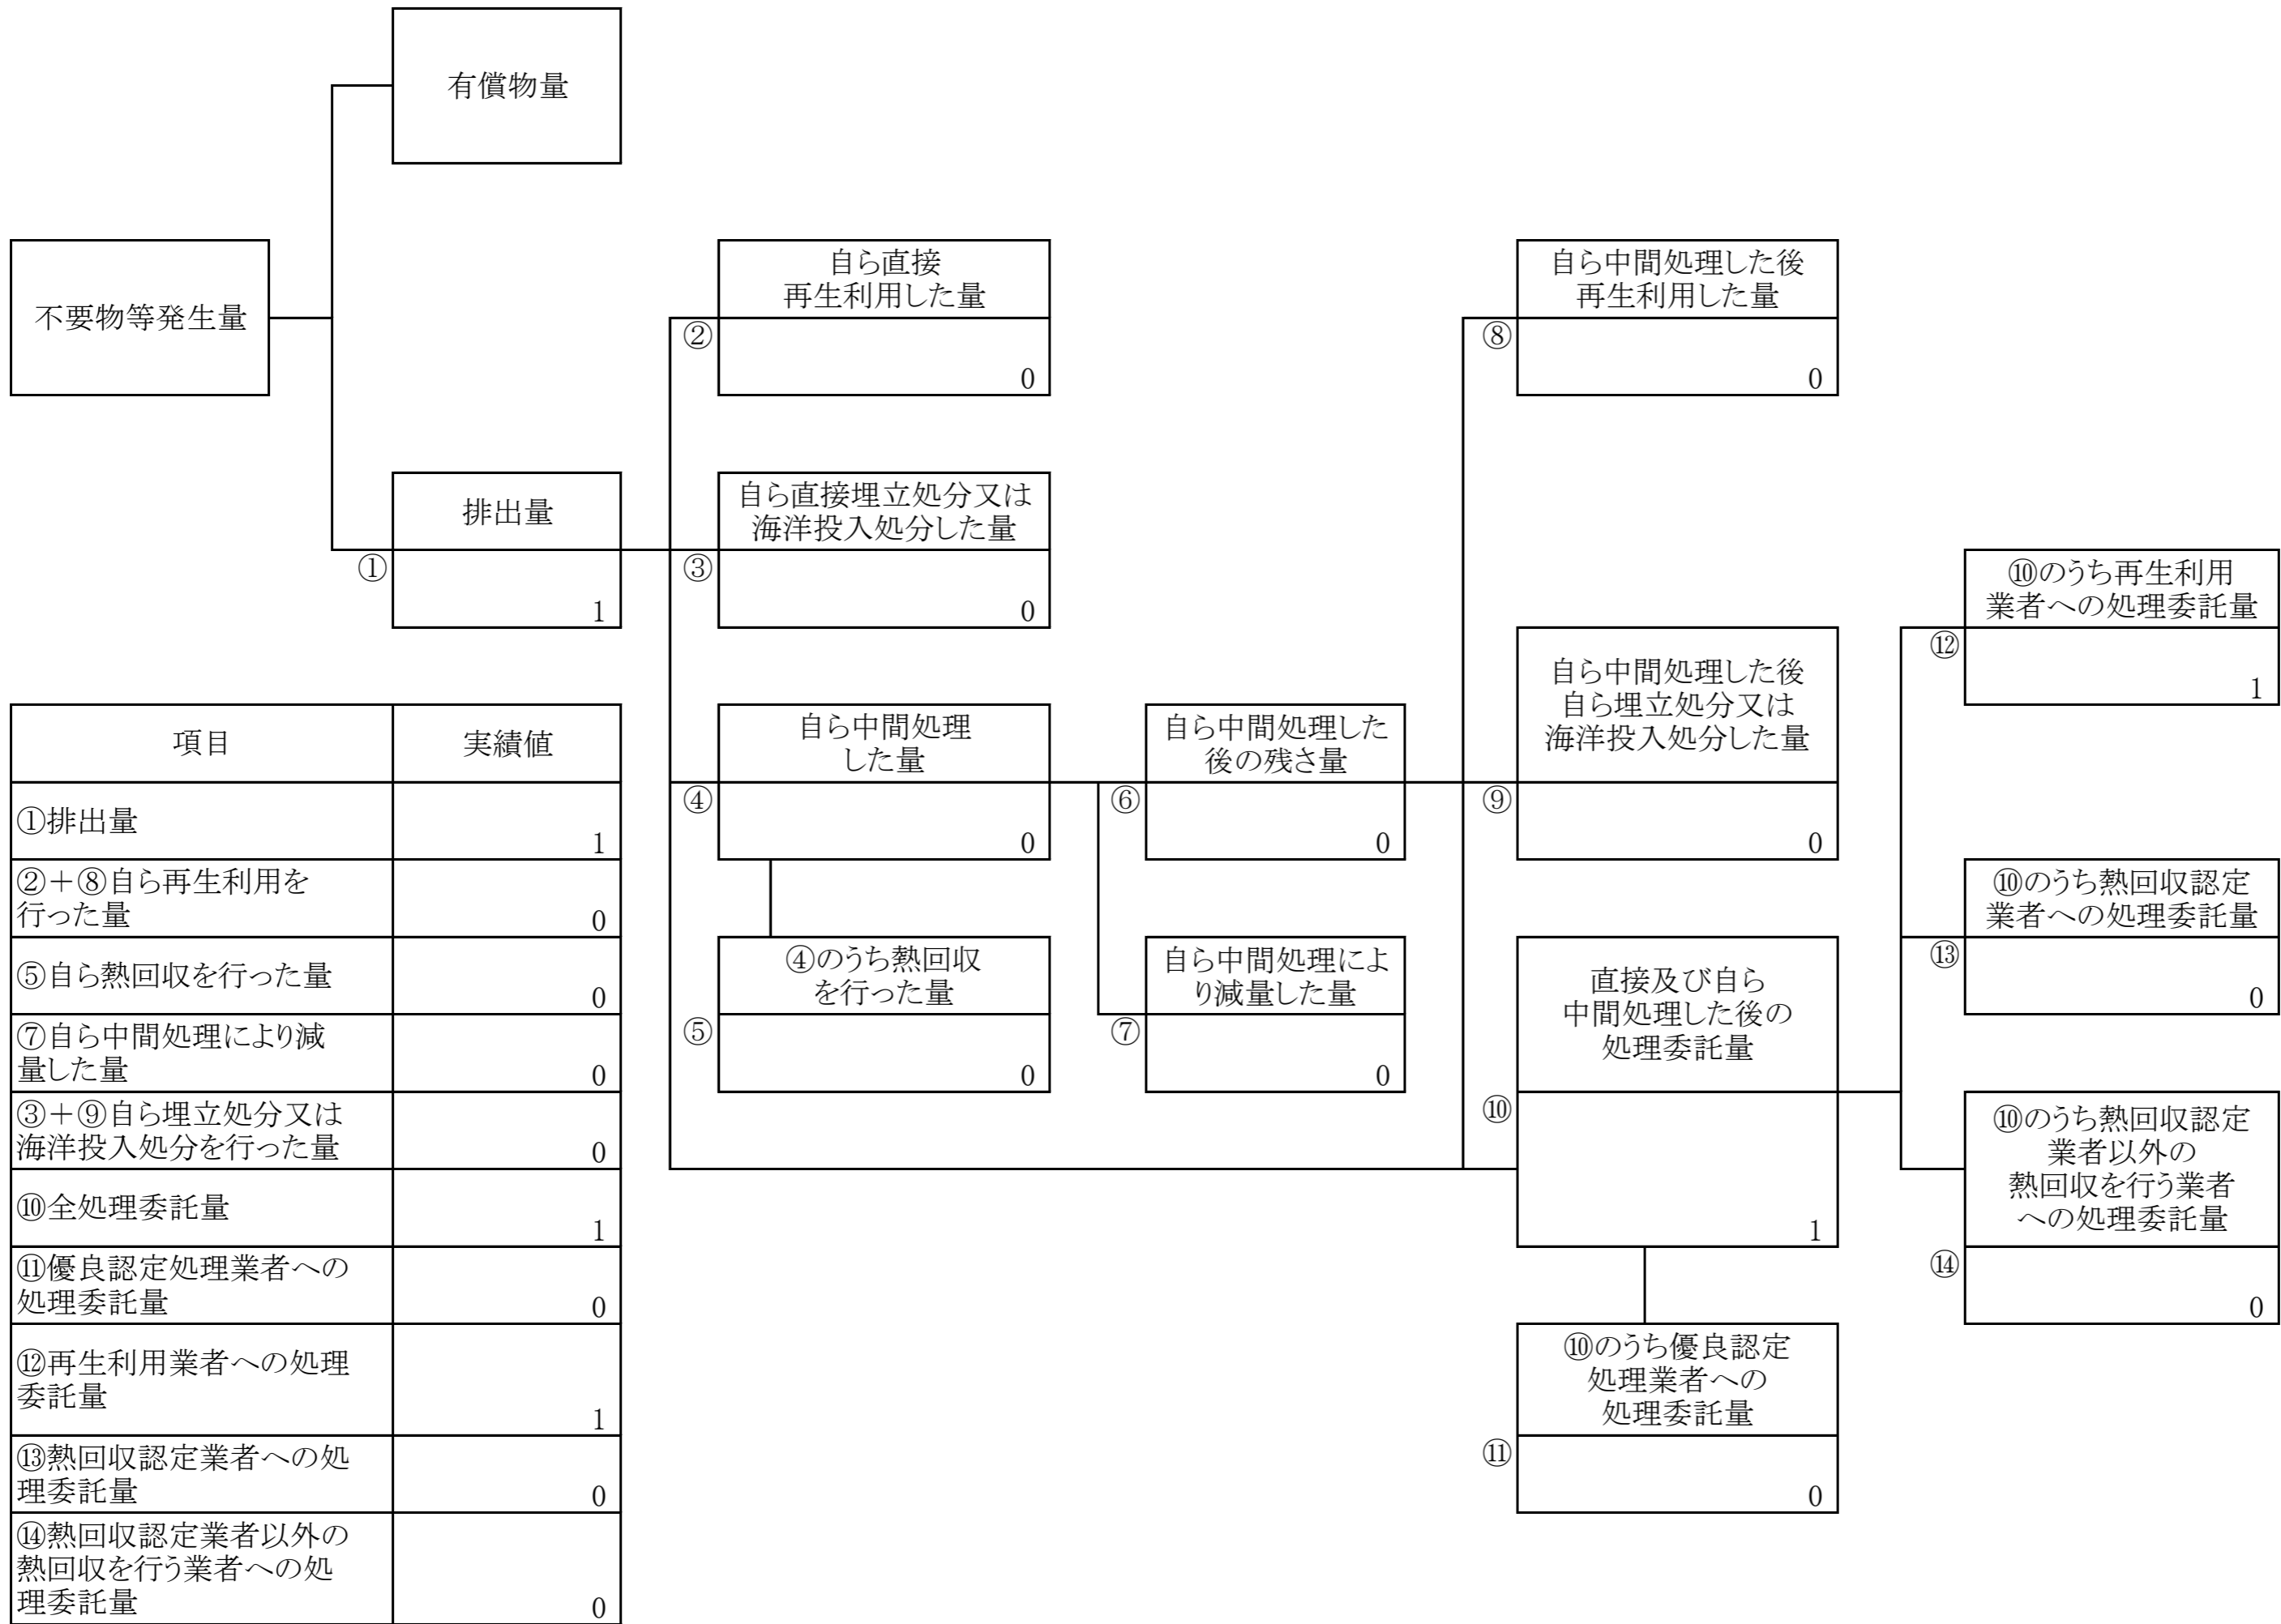 有償物量
不要物等発生量
自ら直接
再生利用した量
②
0
自ら中間処理した後
再生利用した量
⑧
0
排出量
①
1
自ら直接埋立処分又は
海洋投入処分した量
③
0
⑩のうち再生利用
業者への処理委託量
⑫
1
自ら中間処理した後
自ら埋立処分又は
海洋投入処分した量
⑨
0
自ら中間処理
した量
④
0
自ら中間処理した
後の残さ量
⑥
0
⑩のうち熱回収認定
業者への処理委託量
⑬
0
④のうち熱回収
を行った量
⑤
0
自ら中間処理によ
り減量した量
⑦
0
直接及び自ら
中間処理した後の
処理委託量
⑩
1
⑩のうち熱回収認定
業者以外の
熱回収を行う業者
への処理委託量
⑭
0
⑩のうち優良認定
処理業者への
処理委託量
⑪
0
項目 実績値
①排出量
1
②+⑧自ら再生利用を
行った量
0
⑤自ら熱回収を行った量
0
⑦自ら中間処理により減
量した量
0
③+⑨自ら埋立処分又は
海洋投入処分を行った量
0
⑩全処理委託量
1
⑪優良認定処理業者への
処理委託量
0
⑫再生利用業者への処理
委託量
1
⑬熱回収認定業者への処
理委託量
0
⑭熱回収認定業者以外の
熱回収を行う業者への処
理委託量
0